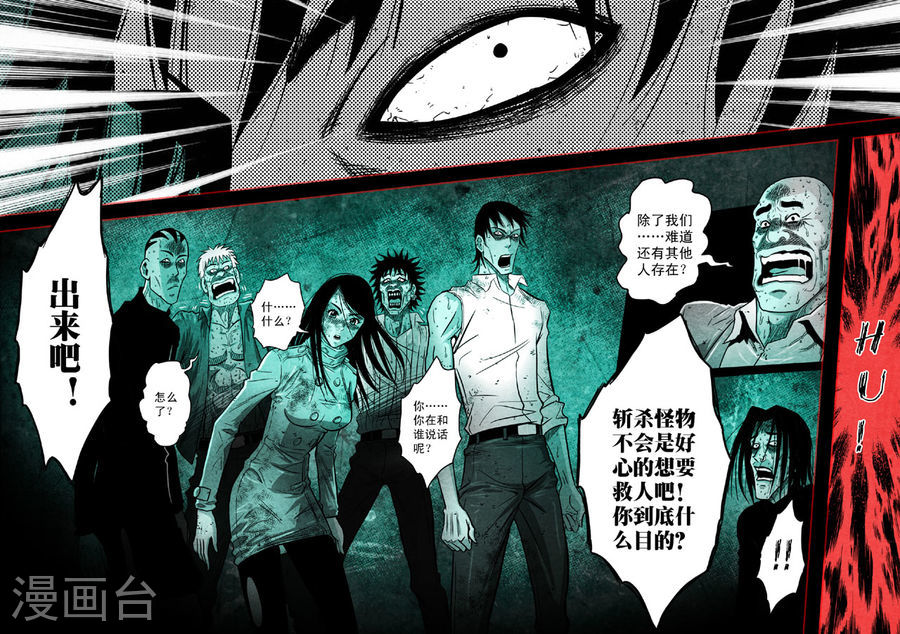 出来吧！
怎么
了？
什……
什么？
你……
你在和
谁说话
呢？
除了我们
……难道
还有其他
人存在？
斩杀怪物
不会是好
心的想要
救人吧！
你到底什
么目的？
!!
HU!
漫画台